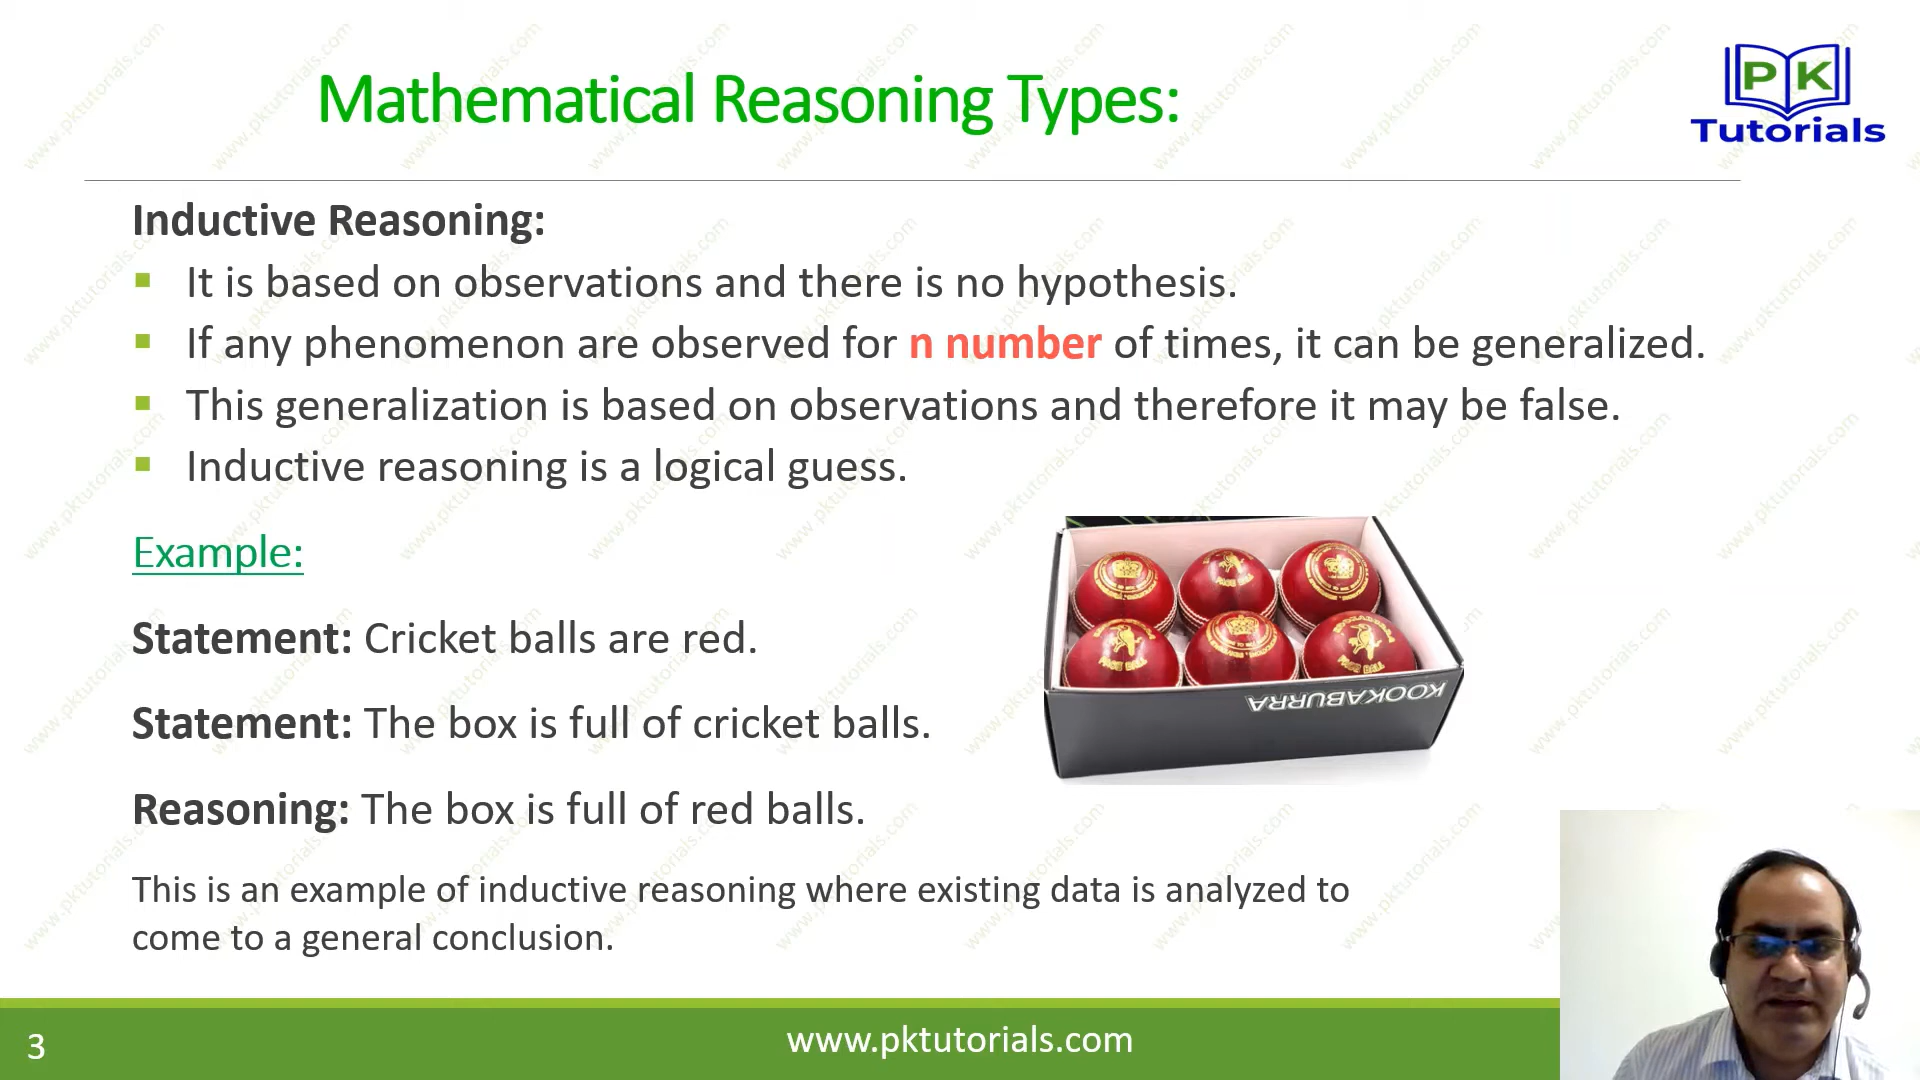 Mathematical Reasoning Types:
PK
Tutorials
Inductive Reasoning:
It is based on observations and there is no hypothesis.
If any phenomenon are observed for n number of times, it can be generalized.
This generalization is based on observations and therefore it may be false.
Inductive reasoning is a logical guess.
Example:
Statement: Cricket balls are red.
Statement: The box is full of cricket balls.
Reasoning: The box is full of red balls.
KOOKABURRA
This is an example of inductive reasoning where existing data is analyzed to
come to a general conclusion.
3
www.pktutorials.com